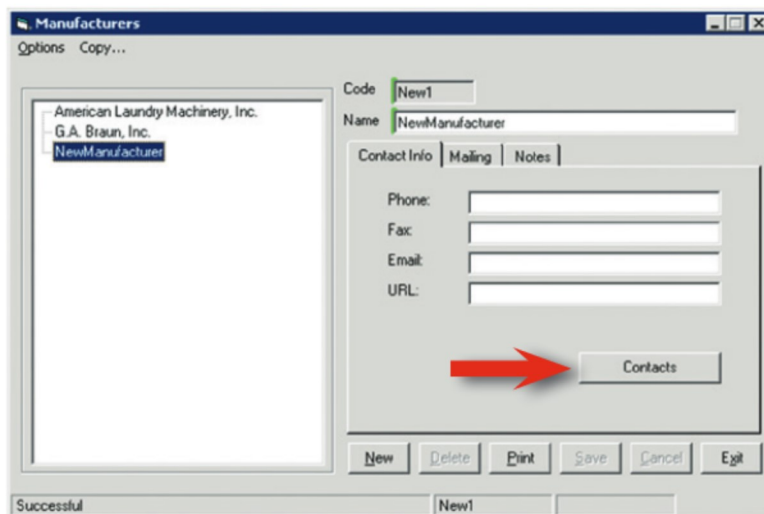 Manufacturers
Options Copy...
American Laundry Machinery, Inc.
G.A. Braun, Inc.
NewManufacturer
Code New1
Name NewManufacturer
Contact Info Mailing Notes
Phone:
Fax:
Email:
URL:
Contacts
New Delete Print Save Cancel Exit
Successful New1